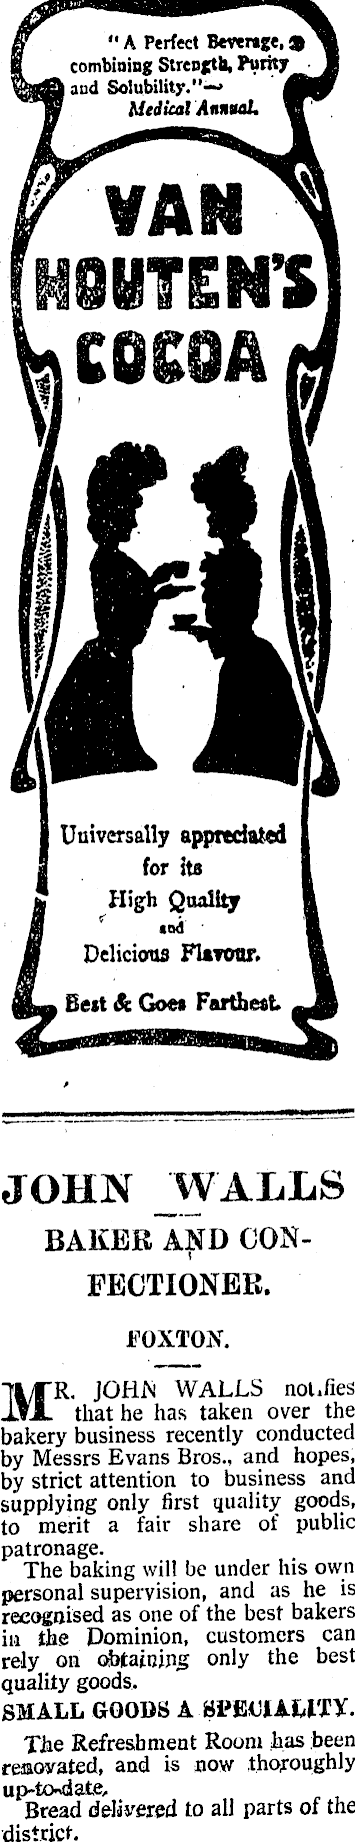 "A Perfect Beverage,
combining Strength, Purity
and Solubility."—
Medical Annual.
VAN
HOUTEN'S
COCOA
Universally appreciated
for its
High Quality
and
Delicious Flavour.
Best & Goes Farthest.
JOHN WALLS
BAKER AND CON-
FECTIONER.
FOXTON.
MR. JOHN WALLS notifies
that he has taken over the
bakery business recently conducted
by Messrs Evans Bros., and hopes,
by strict attention to business and
supplying only first quality goods,
to merit a fair share of public
patronage.
The baking will be under his own
personal supervision, and as he is
recognised as one of the best bakers
in the Dominion, customers can
rely on obtaining only the best
quality goods.
SMALL GOODS A SPECIALITY.
The Refreshment Room has been
renovated, and is now thoroughly
up-to-date.
Bread delivered to all parts of the
district.